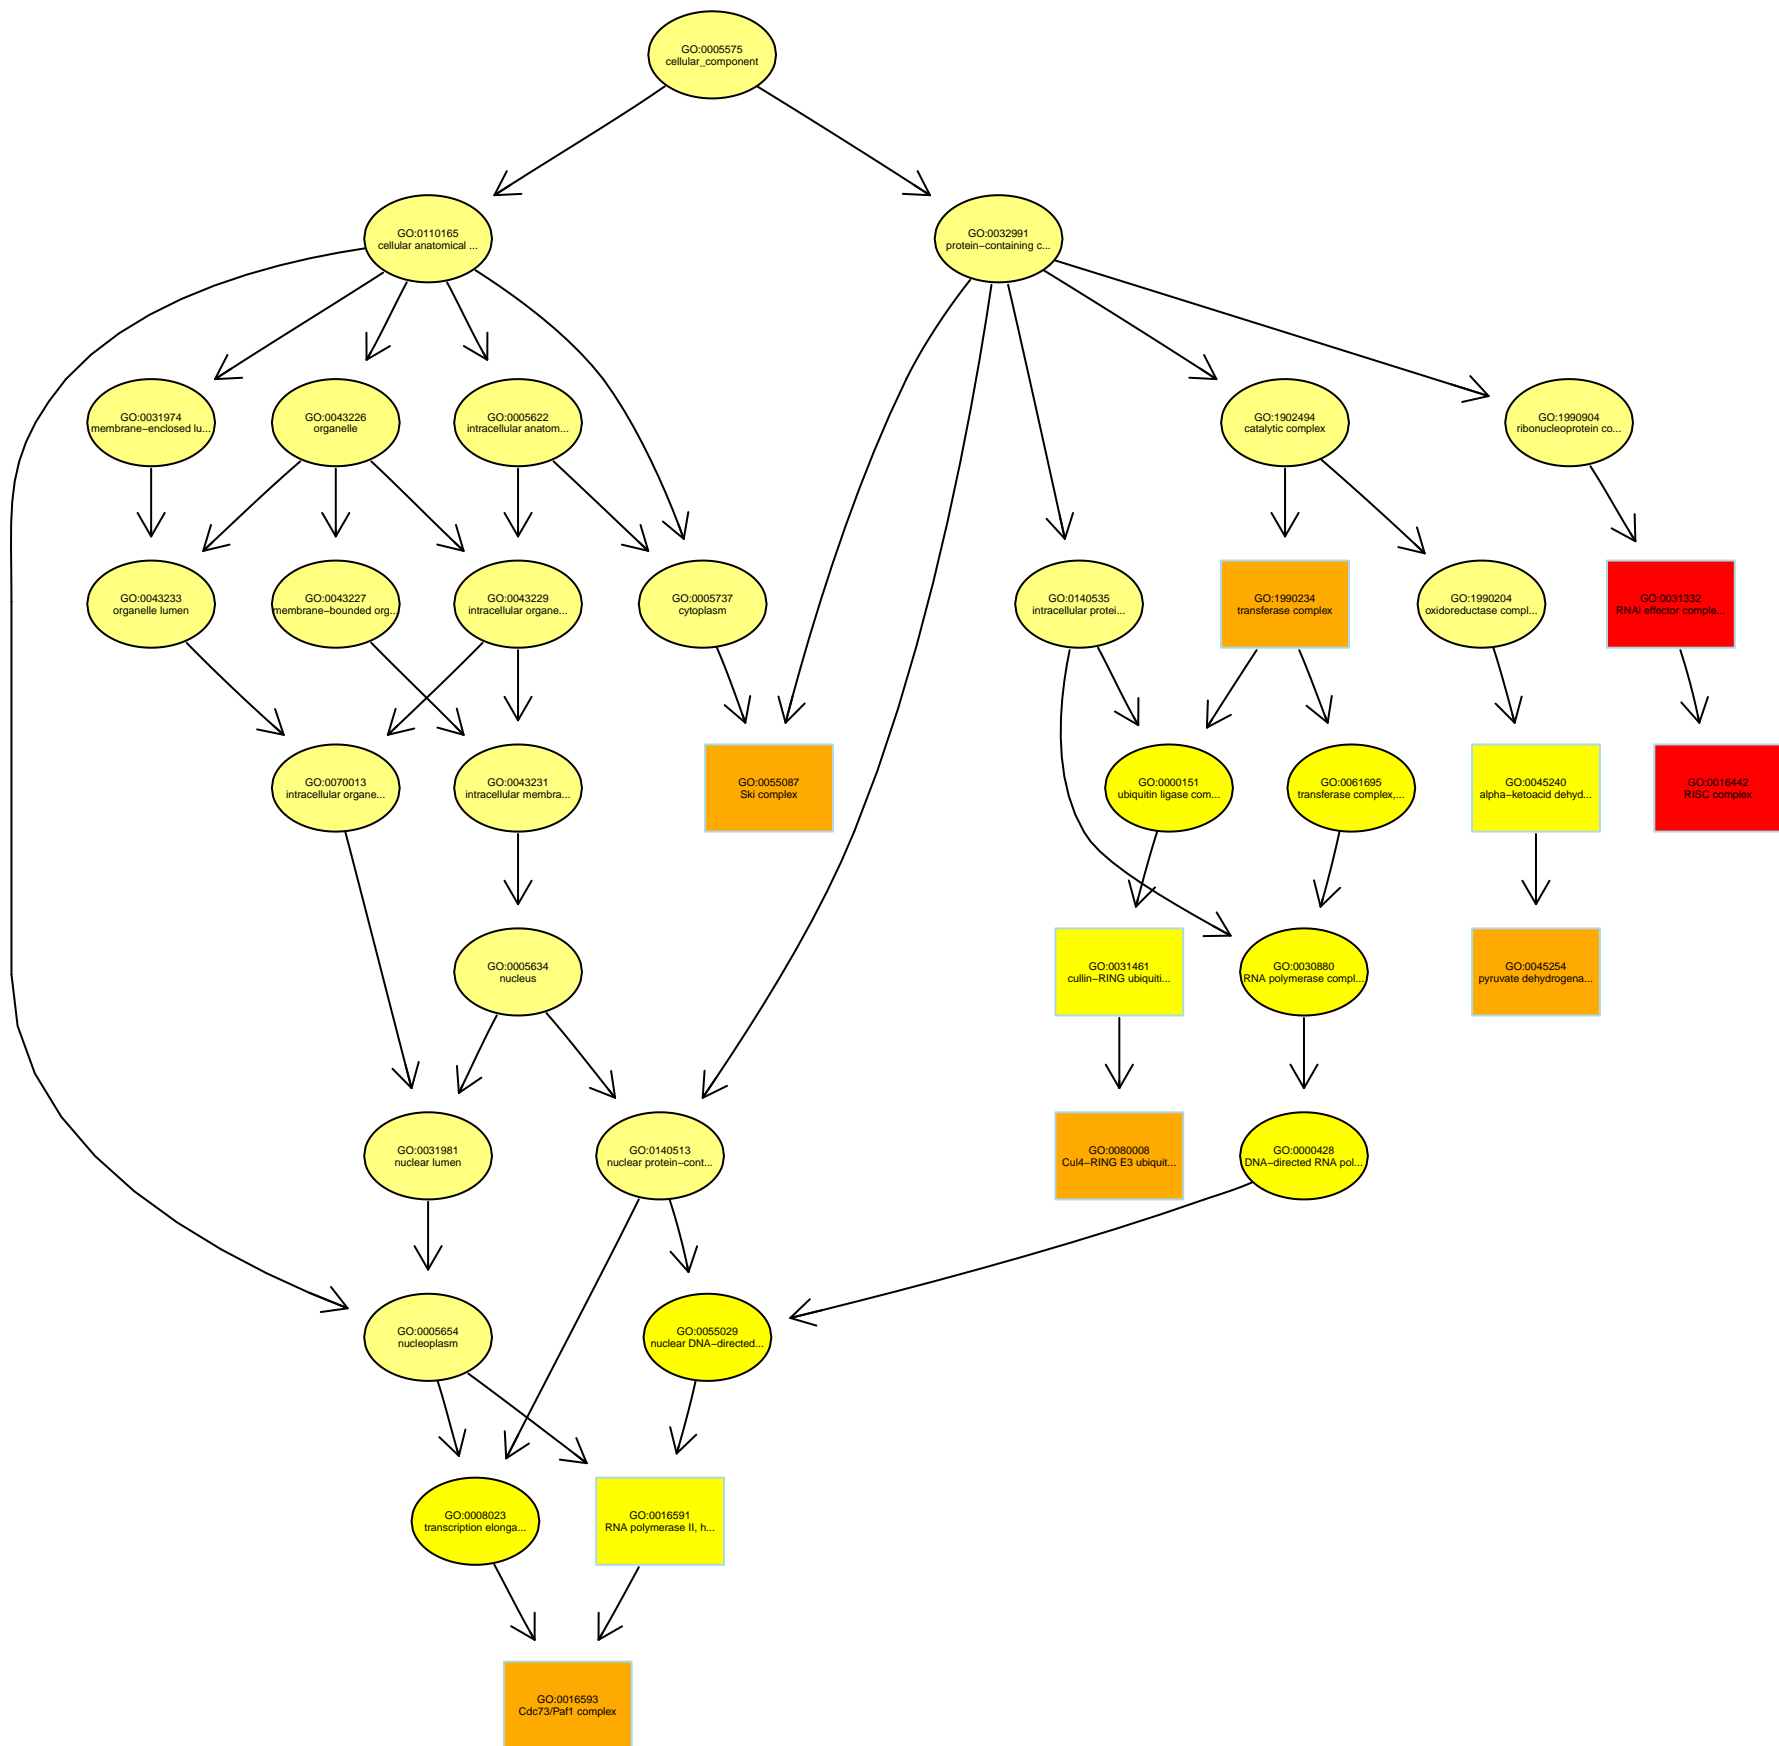 GO:0005575
cellular_component
GO:0110165
cellular anatomical ...
GO:0032991
protein−containing c...
GO:0031974
membrane−enclosed lu...
GO:0043226
organelle
GO:0005622
intracellular anatom...
GO:1902494
catalytic complex
GO:1990904
ribonucleoprotein co...
GO:0043233
organelle lumen
GO:0043227
membrane−bounded org...
GO:0043229
intracellular organe...
GO:0005737
cytoplasm
GO:0140535
intracellular protei...
GO:1990234
transferase complex
GO:1990204
oxidoreductase compl...
GO:0031332
RNAi effector comple...
GO:0070013
intracellular organe...
GO:0043231
intracellular membra...
GO:0055087
Ski complex
GO:0000151
ubiquitin ligase com...
GO:0061695
transferase complex,...
GO:0045240
alpha−ketoacid dehyd...
GO:0016442
RISC complex
GO:0005634
nucleus
GO:0031461
cullin−RING ubiquiti...
GO:0030880
RNA polymerase compl...
GO:0045254
pyruvate dehydrogena...
GO:0031981
nuclear lumen
GO:0140513
nuclear protein−cont...
GO:0080008
Cul4−RING E3 ubiquit...
GO:0000428
DNA−directed RNA pol...
GO:0005654
nucleoplasm
GO:0055029
nuclear DNA−directed...
GO:0008023
transcription elonga...
GO:0016591
RNA polymerase II, h...
GO:0016593
Cdc73/Paf1 complex